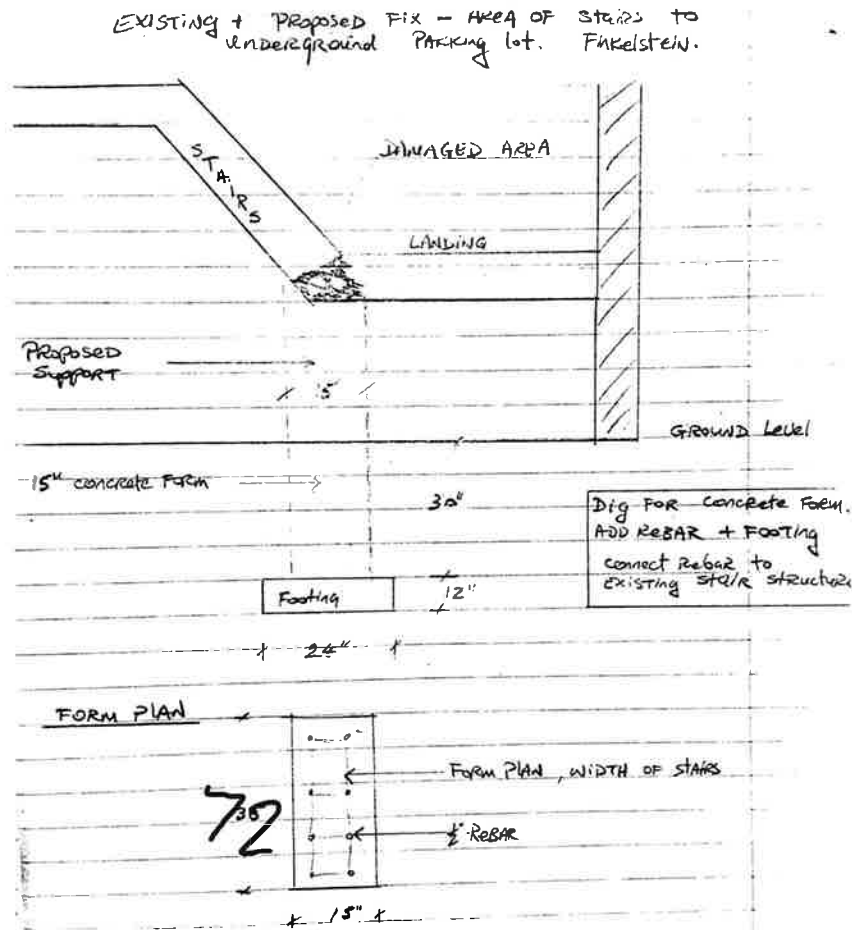 EXISTING + PROPOSED FIX - AREA OF STAIRS TO
UNDERGROUND PARKING lot. FINKELSTEIN.
STAIRS
DAMAGED AREA
LANDING
PROPOSED
SUPPORT
15"
GROUND LEVEL
15" CONCRETE FORM
30"
Dig FOR CONCRETE FORM.
ADD REBAR + FOOTING
CONNECT REBAR TO
EXISTING STAIR STRUCTURE
Footing
12"
24"
FORM PLAN
FORM PLAN, WIDTH OF STAIRS
72
½" REBAR
15"